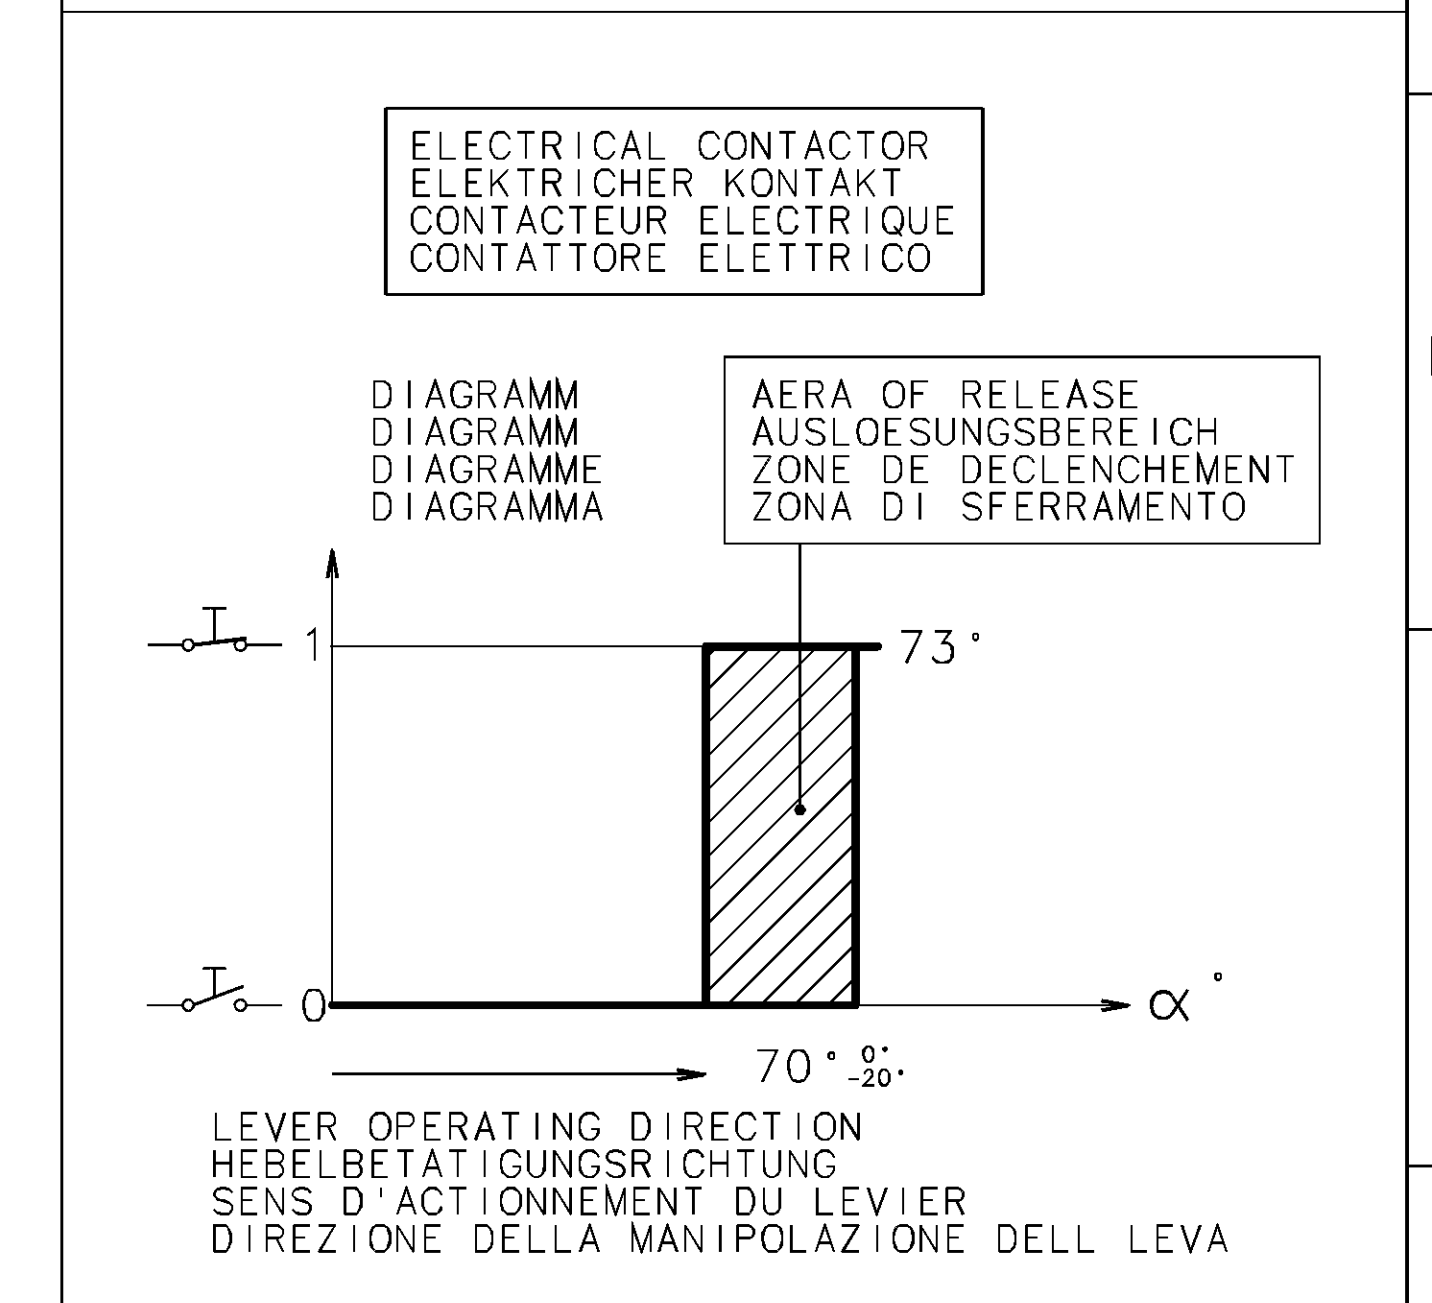 ELECTRICAL CONTACTOR
ELEKTRICHER KONTAKT
CONTACTEUR ELECTRIQUE
CONTATTORE ELETTRICO
DIAGRAMM
DIAGRAMM
DIAGRAMME
DIAGRAMMA
AERA OF RELEASE
AUSLOESUNGSBEREICH
ZONE DE DECLENCHEMENT
ZONA DI SFERRAMENTO
1
73°
0
α°
70° 0° -20°
LEVER OPERATING DIRECTION
HEBELBETATIGUNGSRICHTUNG
SENS D'ACTIONNEMENT DU LEVIER
DIREZIONE DELLA MANIPOLAZIONE DELL LEVA